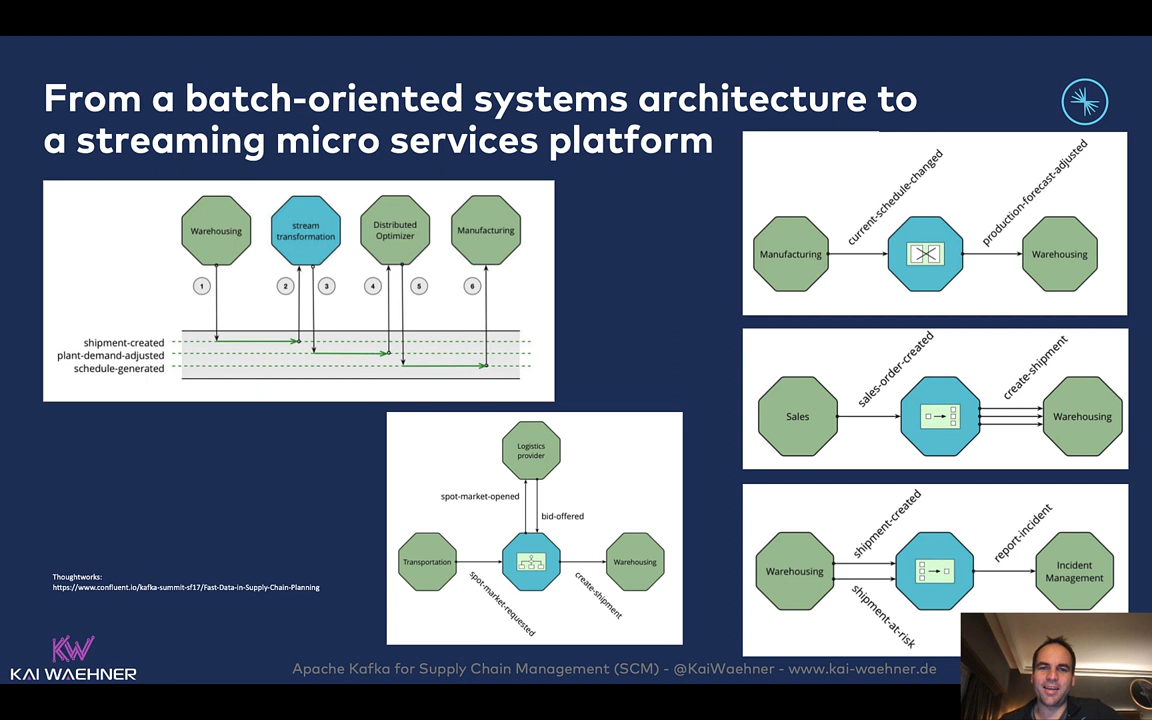 From a batch-oriented systems architecture to
a streaming micro services platform
Warehousing
stream
transformation
Distributed
Optimizer
Manufacturing
1
2
3
4
5
6
shipment-created
plant-demand-adjusted
schedule-generated
Logistics
provider
spot-market-opened
bid-offered
Transportation
Warehousing
spot-market-requested
create-shipment
current-schedule-changed
production-forecast-adjusted
Manufacturing
Warehousing
sales-order-created
create-shipment
Sales
Warehousing
shipment-created
report-incident
Warehousing
Incident
Management
shipment-at-risk
Thoughtworks:
https://www.confluent.io/kafka-summit-sf17/Fast-Data-in-Supply-Chain-Planning
KW
KAI WAEHNER
Apache Kafka for Supply Chain Management (SCM) - @KaiWaehner - www.kai-waehner.de